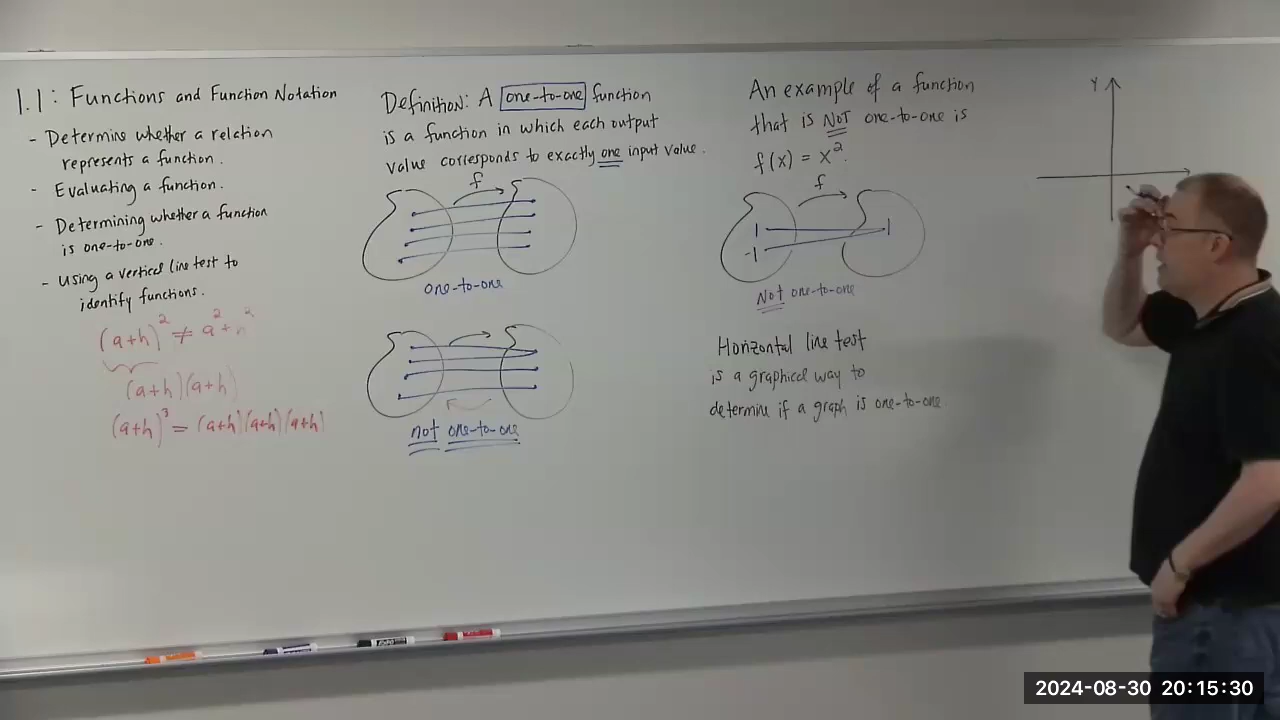 1.1: Functions and Function Notation
- Determine whether a relation
represents a function.
- Evaluating a function.
- Determining whether a function
is one-to-one.
- Using a vertical line test to
identify functions.
(a+h)² ≠ a² + h²
(a+h)(a+h)
(a+h)³ = (a+h)(a+h)(a+h)
Definition: A one-to-one function
is a function in which each output
value corresponds to exactly one input value.
f
one-to-one
not one-to-one
An example of a function
that is NOT one-to-one is
f(x) = x².
f
1
1
-1
Not one-to-one
Horizontal line test
is a graphical way to
determine if a graph is one-to-one
Y
2024-08-30 20:15:30